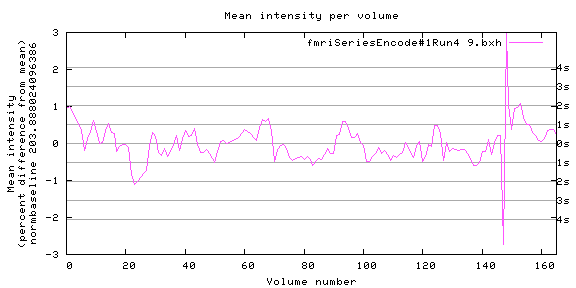 Mean intensity per volume
fmriSeriesEncode#1Run4 9.bxh
Mean intensity
(percent difference from mean)
normbaseline 203.888024096386
3
2
1
0
-1
-2
-3
4s
3s
2s
1s
0s
1s
2s
3s
4s
0
20
40
60
80
100
120
140
160
Volume number